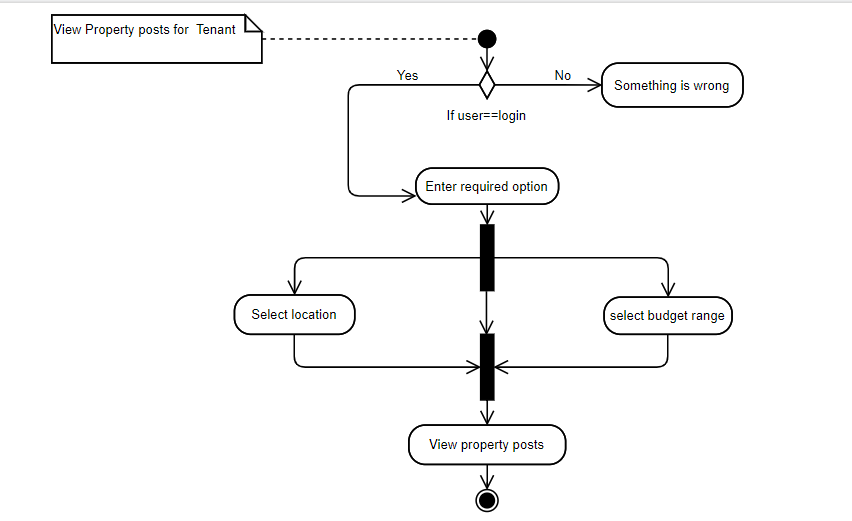 View Property posts for  Tenant
Yes
No
Something is wrong
If user==login
Enter required option
Select location
select budget range
View property posts